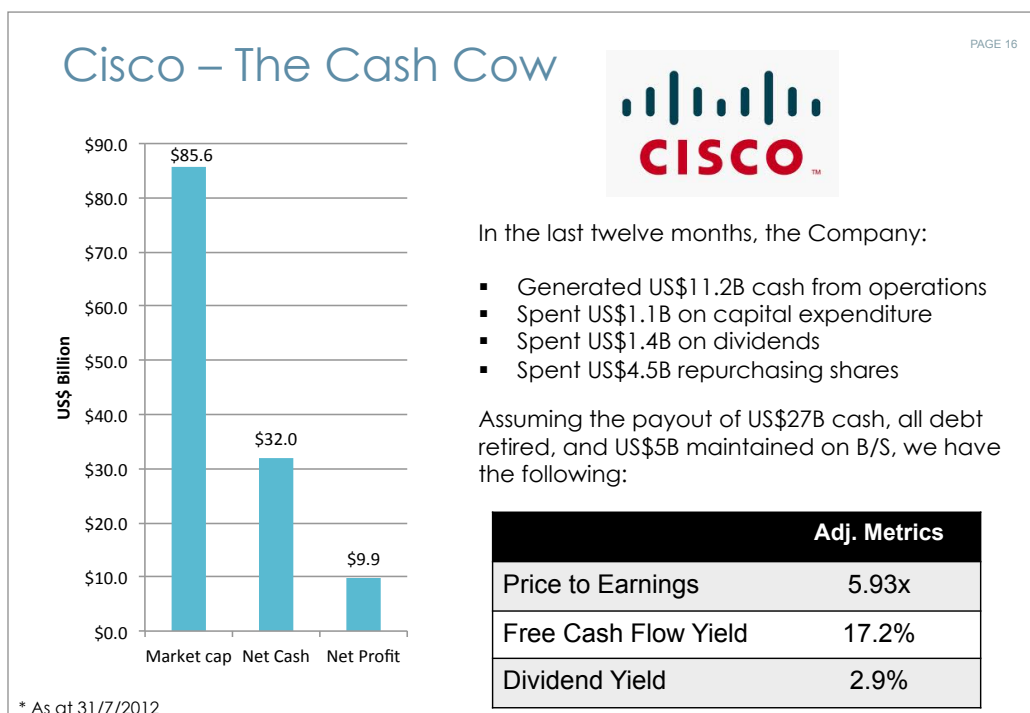 PAGE 16
Cisco – The Cash Cow
CISCO™
$90.0
$80.0
$70.0
$60.0
$50.0
$40.0
$30.0
$20.0
$10.0
$0.0
US$ Billion
$85.6
$32.0
$9.9
Market cap
Net Cash
Net Profit
In the last twelve months, the Company:
▪ Generated US$11.2B cash from operations
▪ Spent US$1.1B on capital expenditure
▪ Spent US$1.4B on dividends
▪ Spent US$4.5B repurchasing shares
Assuming the payout of US$27B cash, all debt
retired, and US$5B maintained on B/S, we have
the following:
Adj. Metrics
Price to Earnings 5.93x
Free Cash Flow Yield 17.2%
Dividend Yield 2.9%
* As at 31/7/2012